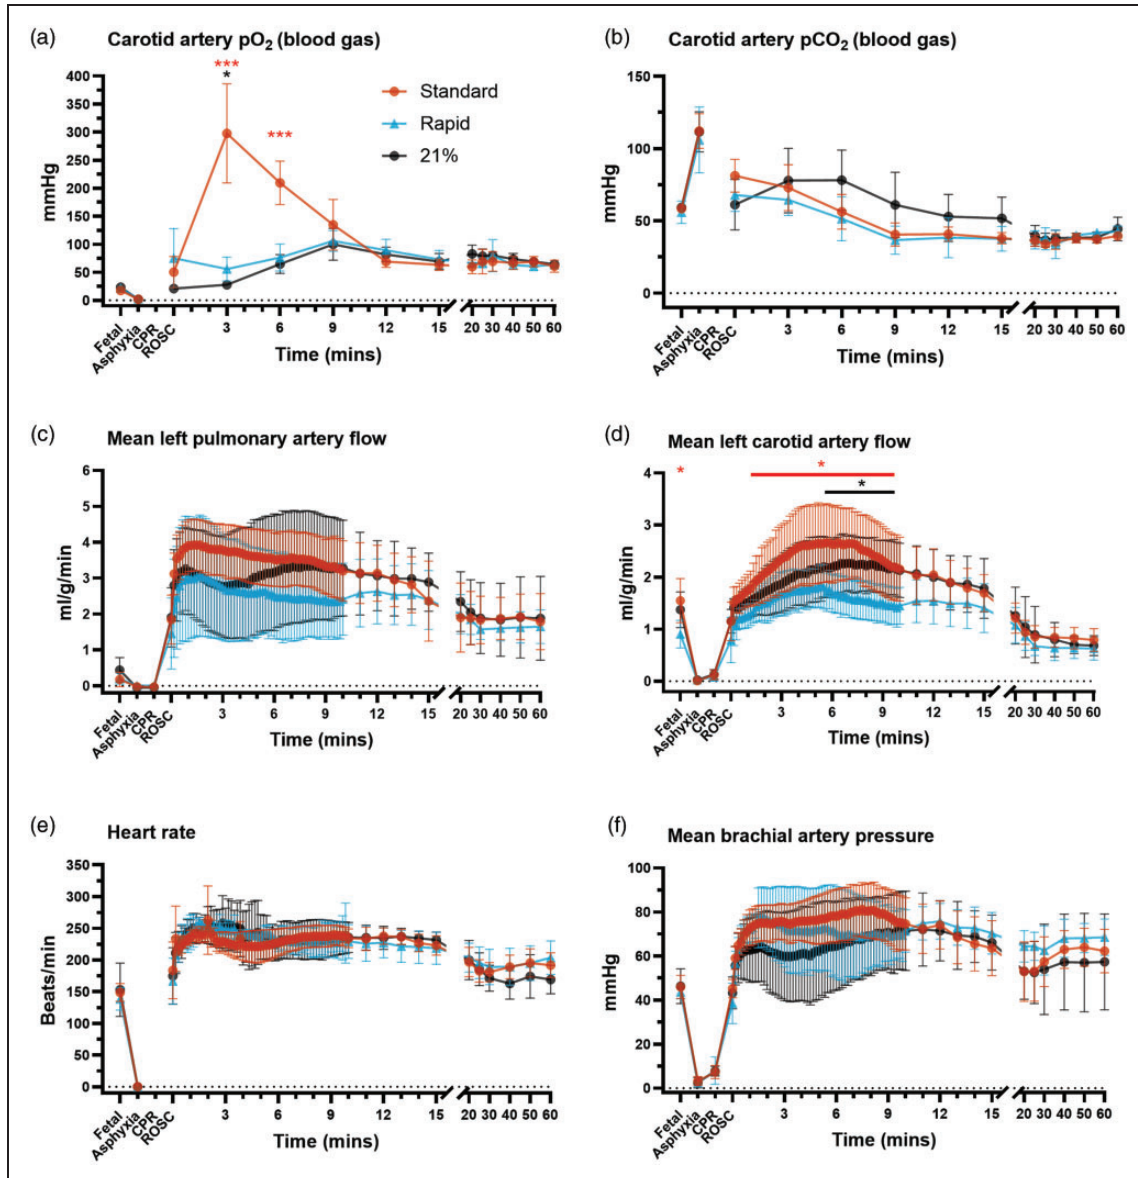 (a) Carotid artery pO2 (blood gas)
***
*
***
400
350
300
250
200
150
100
50
0
mmHg
Standard
Rapid
21%
Fetal Asphyxia CPR ROSC 3 6 9 12 15 20 30 40 50 60
Time (mins)
(b) Carotid artery pCO2 (blood gas)
150
100
50
0
mmHg
Fetal Asphyxia CPR ROSC 3 6 9 12 15 20 30 40 50 60
Time (mins)
(c) Mean left pulmonary artery flow
6
5
4
3
2
1
0
ml/g/min
Fetal Asphyxia CPR ROSC 3 6 9 12 15 20 30 40 50 60
Time (mins)
(d) Mean left carotid artery flow
* *
*
4
3
2
1
0
ml/g/min
Fetal Asphyxia CPR ROSC 3 6 9 12 15 20 30 40 50 60
Time (mins)
(e) Heart rate
350
300
250
200
150
100
50
0
Beats/min
Fetal Asphyxia CPR ROSC 3 6 9 12 15 20 30 40 50 60
Time (mins)
(f) Mean brachial artery pressure
100
80
60
40
20
0
mmHg
Fetal Asphyxia CPR ROSC 3 6 9 12 15 20 30 40 50 60
Time (mins)